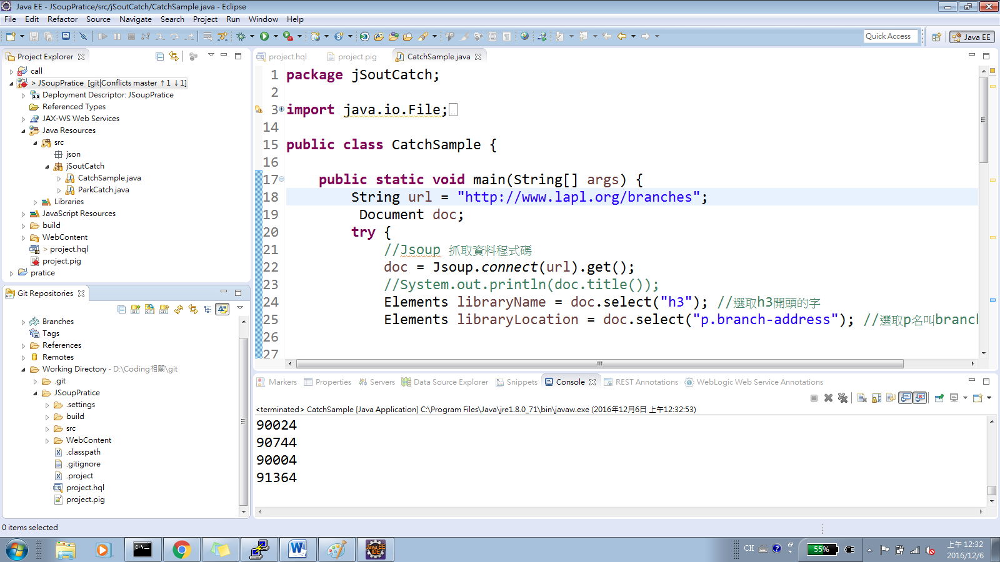 Java EE - JSoupPratice/src/jSoutCatch/CatchSample.java - Eclipse
File Edit Refactor Source Navigate Search Project Run Window Help
Quick Access
Java EE
Project Explorer
call
> JSoupPratice [git|Conflicts master ↑1 ↓1]
Deployment Descriptor: JSoupPratice
Referenced Types
JAX-WS Web Services
Java Resources
src
json
jSoutCatch
CatchSample.java
ParkCatch.java
Libraries
JavaScript Resources
build
WebContent
> project.hql
project.pig
pratice
Git Repositories
Branches
Tags
References
Remotes
Working Directory - D:\Coding相關\git
.git
JSoupPratice
.settings
build
src
WebContent
.classpath
.gitignore
.project
project.hql
project.pig
project.hql project.pig CatchSample.java
1 package jSoutCatch;
2
3 import java.io.File;
14
15 public class CatchSample {
16
17 public static void main(String[] args) {
18 String url = "http://www.lapl.org/branches";
19 Document doc;
20 try {
21 //Jsoup 抓取資料程式碼
22 doc = Jsoup.connect(url).get();
23 //System.out.println(doc.title());
24 Elements libraryName = doc.select("h3"); //選取h3開頭的字
25 Elements libraryLocation = doc.select("p.branch-address"); //選取p名叫branch
26
27
Markers Properties Servers Data Source Explorer Snippets Console REST Annotations WebLogic Web Service Annotations
<terminated> CatchSample [Java Application] C:\Program Files\Java\jre1.8.0_71\bin\javaw.exe (2016年12月6日 上午12:32:53)
90024
90744
90004
91364
0 items selected
CH
55%
上午 12:32
2016/12/6